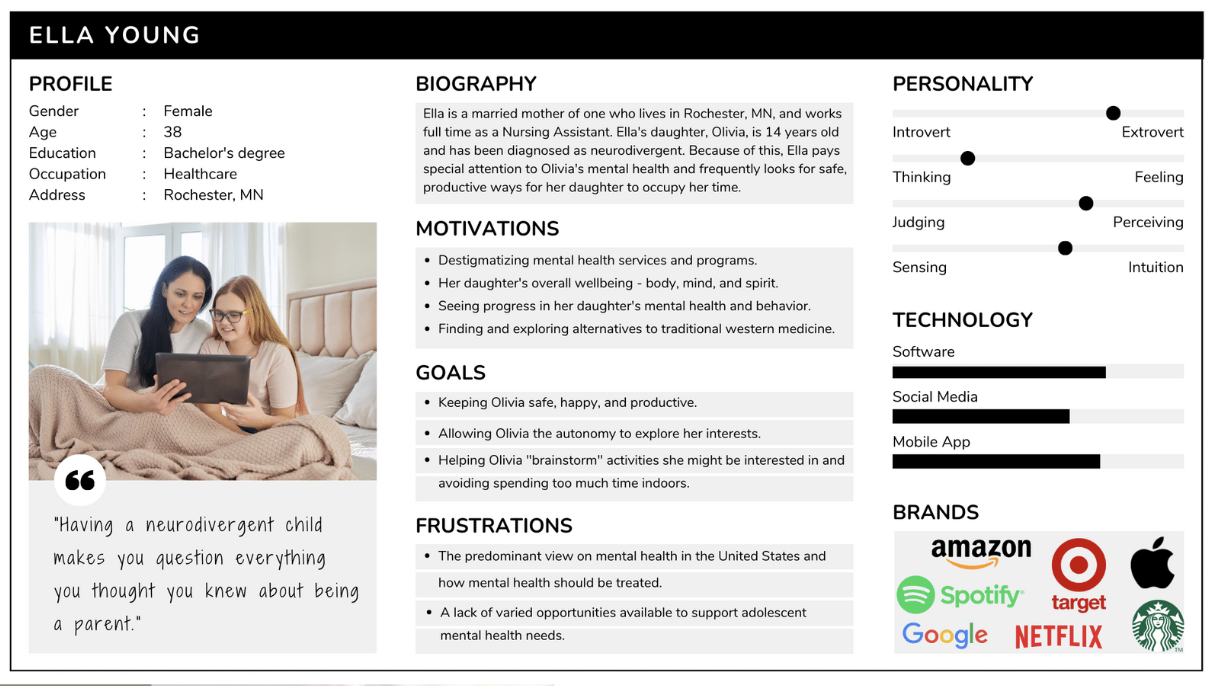 ELLA YOUNG
PROFILE
Gender : Female
Age : 38
Education : Bachelor's degree
Occupation : Healthcare
Address : Rochester, MN
"Having a neurodivergent child
makes you question everything
you thought you knew about being
a parent."
BIOGRAPHY
Ella is a married mother of one who lives in Rochester, MN, and works
full time as a Nursing Assistant. Ella's daughter, Olivia, is 14 years old
and has been diagnosed as neurodivergent. Because of this, Ella pays
special attention to Olivia's mental health and frequently looks for safe,
productive ways for her daughter to occupy her time.
MOTIVATIONS
• Destigmatizing mental health services and programs.
• Her daughter's overall wellbeing - body, mind, and spirit.
• Seeing progress in her daughter's mental health and behavior.
• Finding and exploring alternatives to traditional western medicine.
GOALS
• Keeping Olivia safe, happy, and productive.
• Allowing Olivia the autonomy to explore her interests.
• Helping Olivia "brainstorm" activities she might be interested in and
avoiding spending too much time indoors.
FRUSTRATIONS
• The predominant view on mental health in the United States and
how mental health should be treated.
• A lack of varied opportunities available to support adolescent
mental health needs.
PERSONALITY
Introvert Extrovert
Thinking Feeling
Judging Perceiving
Sensing Intuition
TECHNOLOGY
Software
Social Media
Mobile App
BRANDS
amazon
Spotify®
target
Google
NETFLIX
TM